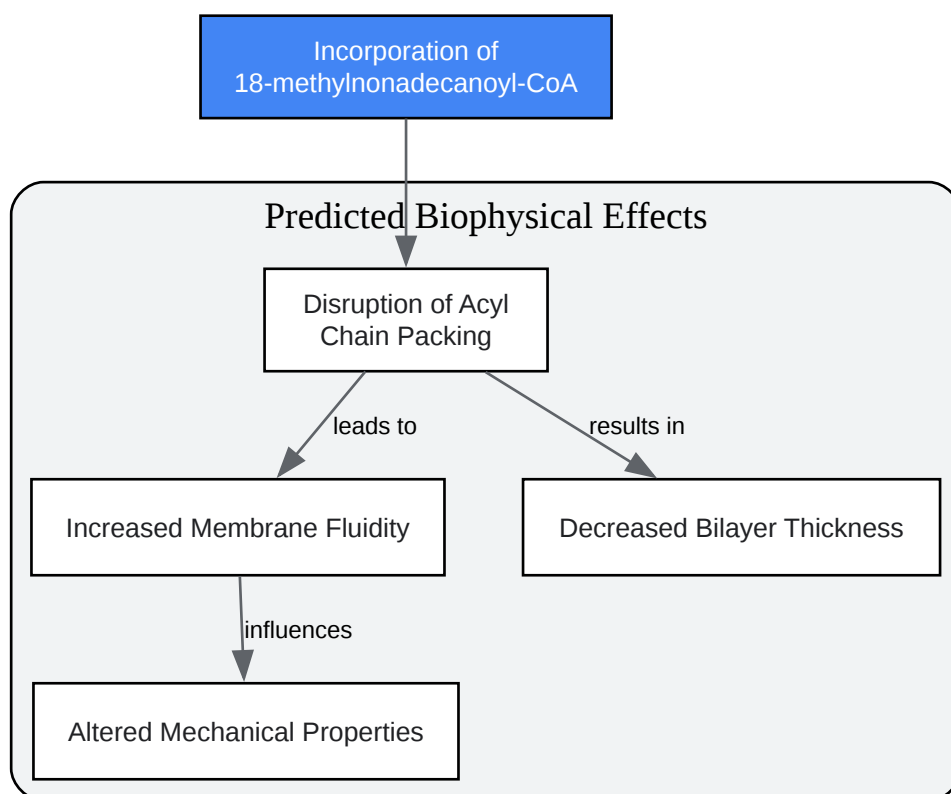 Incorporation of
18-methylnonadecanoyl-CoA
Predicted Biophysical Effects
Disruption of Acyl
Chain Packing
leads to
results in
Increased Membrane Fluidity
Decreased Bilayer Thickness
influences
Altered Mechanical Properties